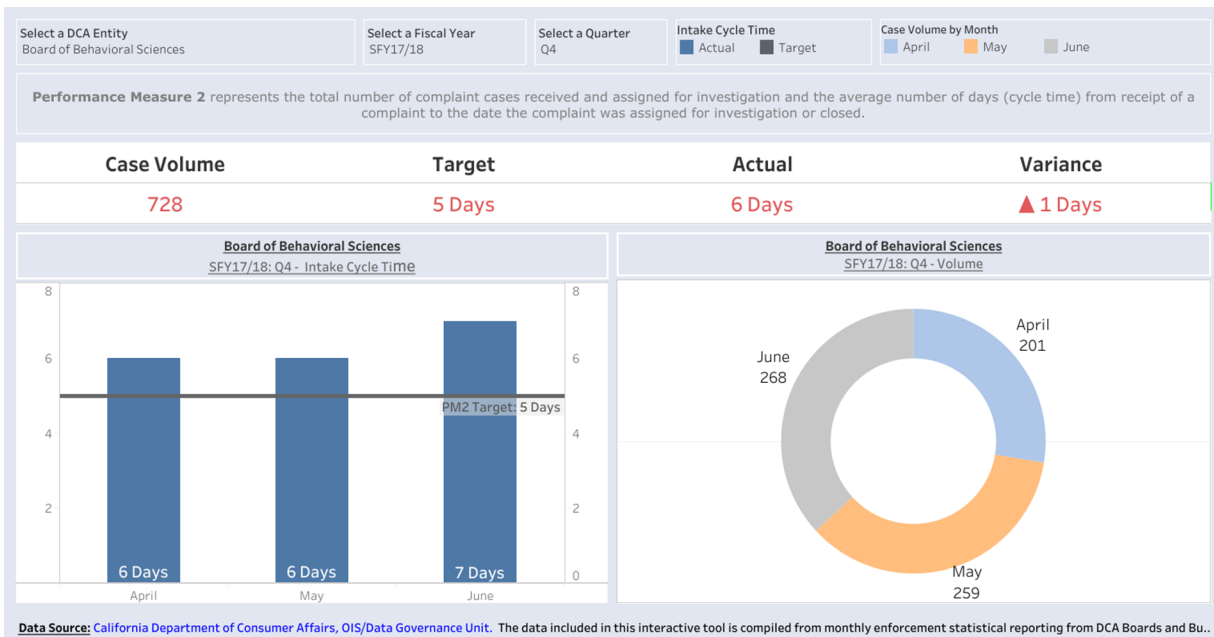 Select a DCA Entity
Board of Behavioral Sciences
Select a Fiscal Year
SFY17/18
Select a Quarter
Q4
Intake Cycle Time
Actual
Target
Case Volume by Month
April
May
June
Performance Measure 2 represents the total number of complaint cases received and assigned for investigation and the average number of days (cycle time) from receipt of a
complaint to the date the complaint was assigned for investigation or closed.
Case Volume
Target
Actual
Variance
728
5 Days
6 Days
▲ 1 Days
Board of Behavioral Sciences
SFY17/18: Q4 - Intake Cycle Time
8
6
4
2
8
6
4
2
0
PM2 Target: 5 Days
6 Days
6 Days
7 Days
April
May
June
Board of Behavioral Sciences
SFY17/18: Q4 - Volume
April
201
June
268
May
259
Data Source: California Department of Consumer Affairs, OIS/Data Governance Unit. The data included in this interactive tool is compiled from monthly enforcement statistical reporting from DCA Boards and Bu..